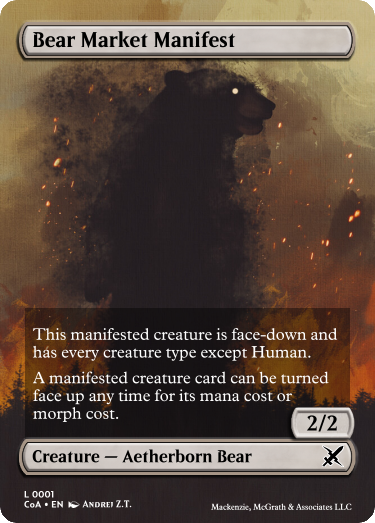 Bear Market Manifest
This manifested creature is face-down and
has every creature type except Human.
A manifested creature card can be turned
face up any time for its mana cost or
morph cost.
2/2
Creature — Aetherborn Bear
L 0001
CoA • EN Andrei Z.T.
Mackenzie, McGrath & Associates LLC